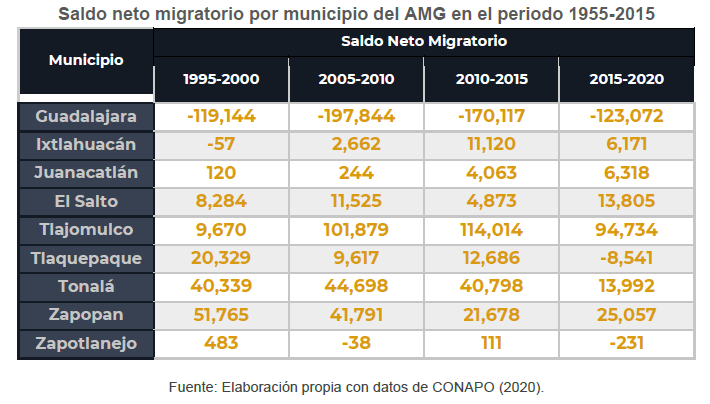 Saldo neto migratorio por municipio del AMG en el periodo 1955-2015
Municipio
Saldo Neto Migratorio
1995-2000 2005-2010 2010-2015 2015-2020
Guadalajara -119,144 -197,844 -170,117 -123,072
Ixtlahuacán -57 2,662 11,120 6,171
Juanacatlán 120 244 4,063 6,318
El Salto 8,284 11,525 4,873 13,805
Tlajomulco 9,670 101,879 114,014 94,734
Tlaquepaque 20,329 9,617 12,686 -8,541
Tonalá 40,339 44,698 40,798 13,992
Zapopan 51,765 41,791 21,678 25,057
Zapotlanejo 483 -38 111 -231
Fuente: Elaboración propia con datos de CONAPO (2020).